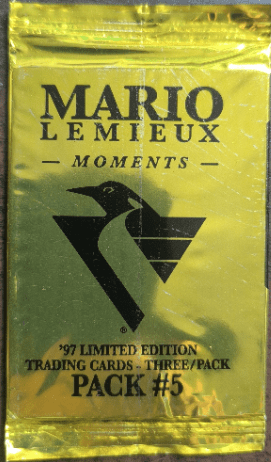 MARIO
LEMIEUX
— MOMENTS —
®
'97 LIMITED EDITION
TRADING CARDS - THREE/PACK
PACK #5